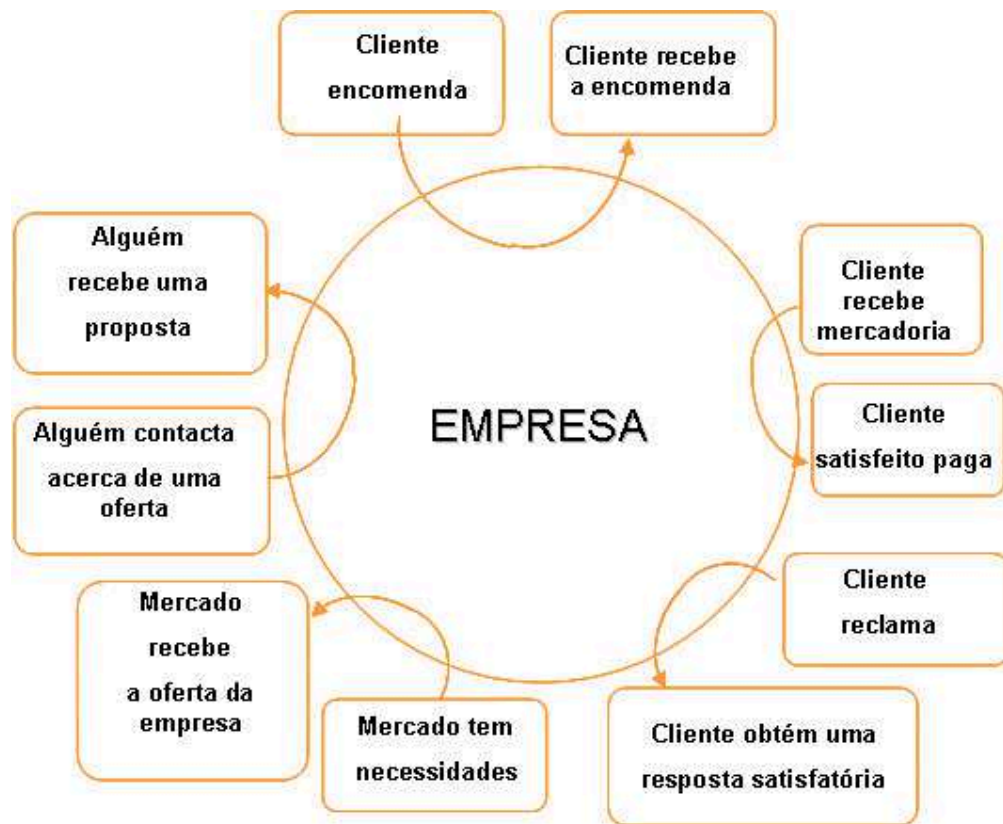 Cliente
encomenda
Cliente recebe
a encomenda
Alguém
recebe uma
proposta
Cliente
recebe
mercadoria
EMPRESA
Cliente
satisfeito paga
Alguém contacta
acerca de uma
oferta
Cliente
reclama
Mercado
recebe
a oferta da
empresa
Mercado tem
necessidades
Cliente obtém uma
resposta satisfatória